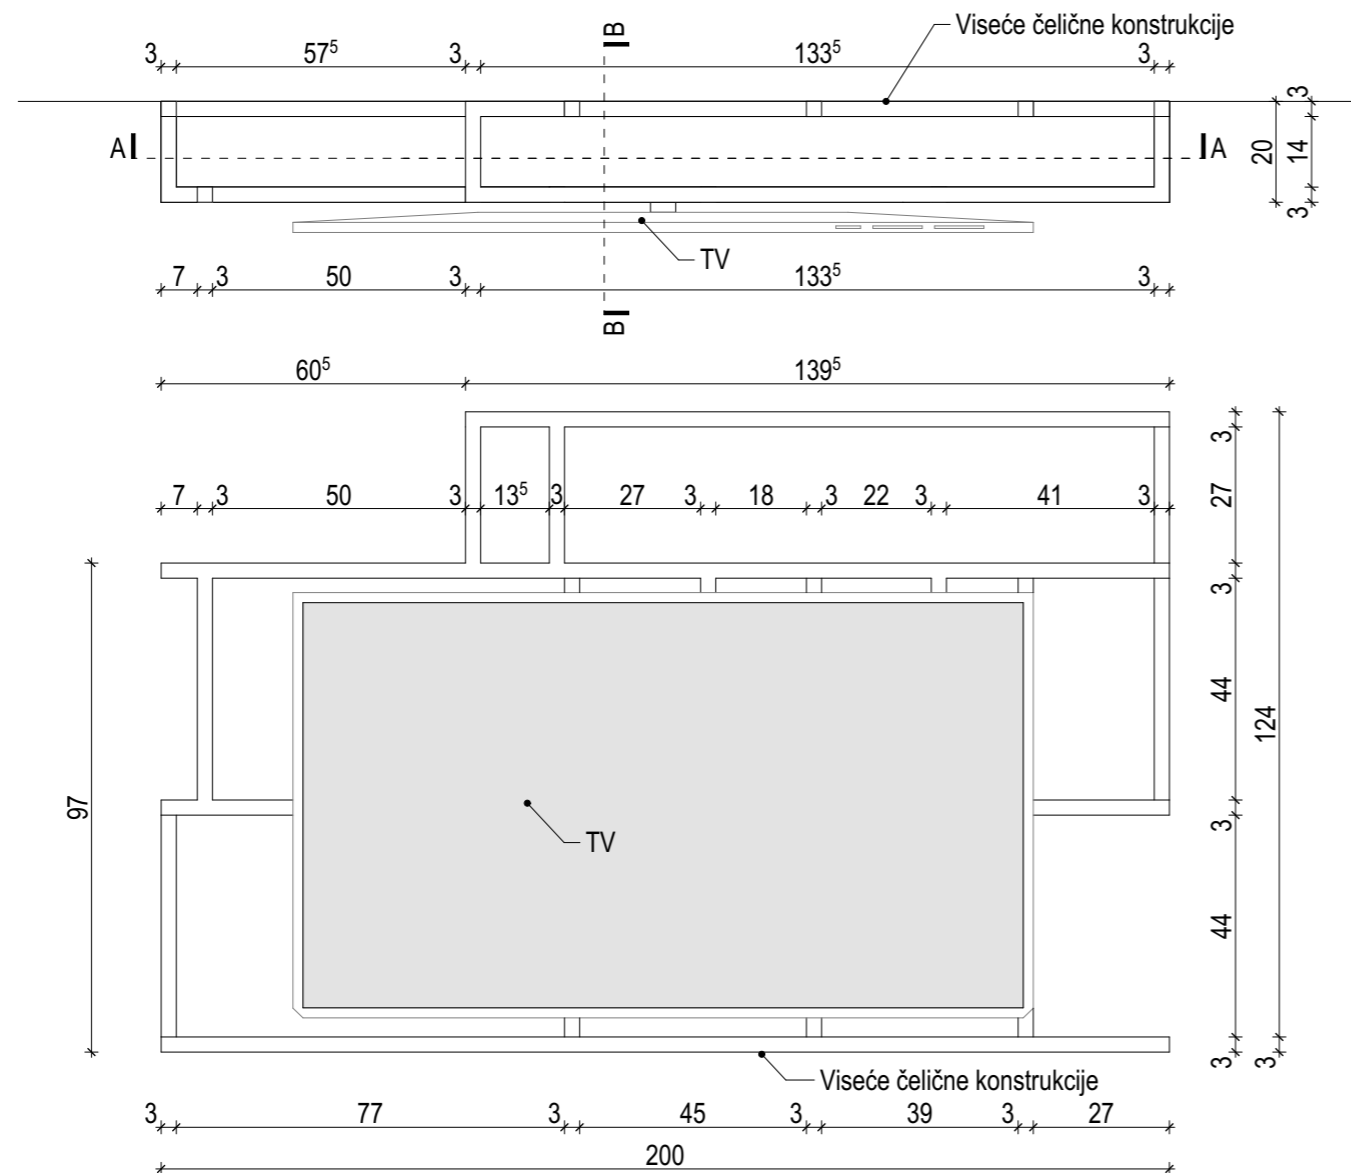 Viseće čelične konstrukcije
3 57⁵ 3 133⁵ 3
B
A A
3
20 14
3
TV
7 3 50 3 133⁵ 3
B
60⁵ 139⁵
3
7 3 50 3 13⁵ 3 27 3 18 3 22 3 41 3
27
3
44
124
97
3
TV
44
3 3
Viseće čelične konstrukcije
3 77 3 45 3 39 3 27
200